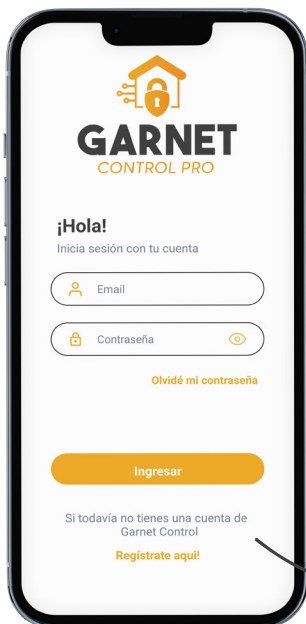 GARNET
CONTROL PRO
¡Hola!
Inicia sesión con tu cuenta
Email
Contraseña
Olvidé mi contraseña
Ingresar
Si todavía no tienes una cuenta de
Garnet Control
Regístrate aqui!